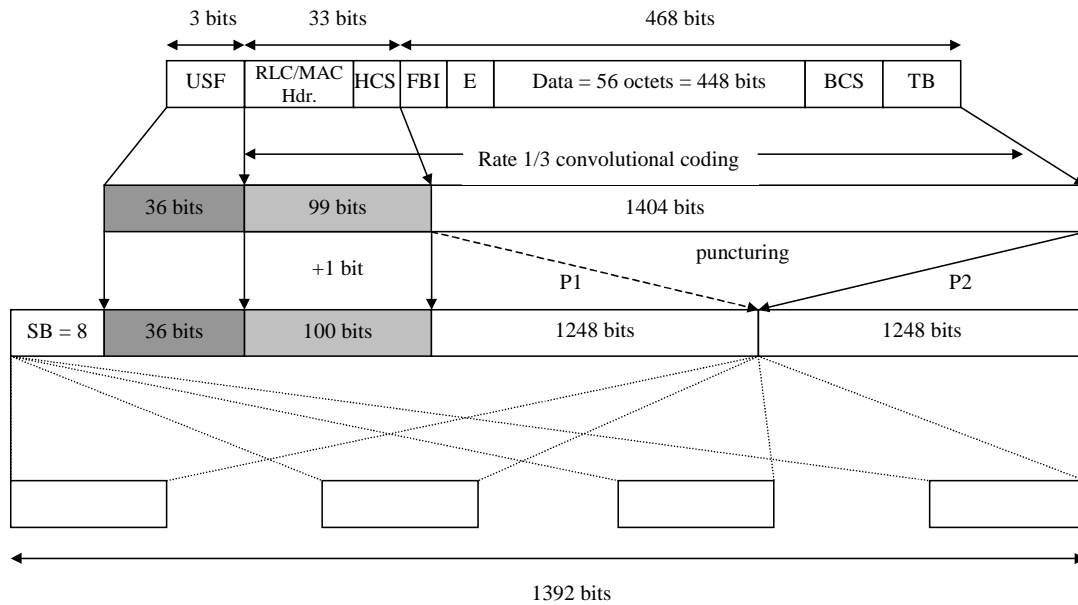 3 bits 33 bits 468 bits
USF RLC/MAC Hdr. HCS FBI E Data = 56 octets = 448 bits BCS TB
Rate 1/3 convolutional coding
36 bits 99 bits 1404 bits
puncturing
+1 bit P1 P2
SB = 8 36 bits 100 bits 1248 bits 1248 bits
1392 bits